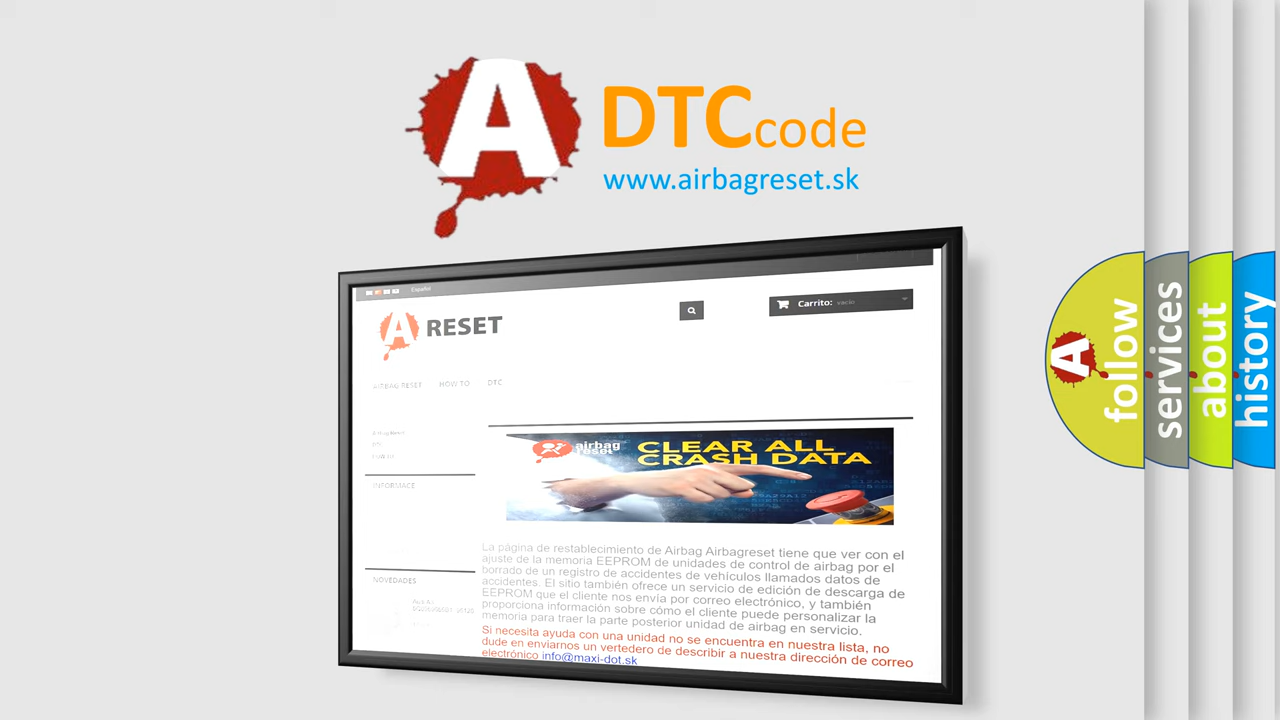 A DTC code
www.airbagreset.sk
Español
A RESET
Carrito: vacío
AIRBAG RESET HOW TO DTC
INFORMACE
NOVEDADES
airbag
reset
CLEAR ALL
CRASH DATA
La página de restablecimiento de Airbag Airbagreset tiene que ver con el
ajuste de la memoria EEPROM de unidades de control de airbag por el
borrado de un registro de accidentes de vehículos llamados datos de
accidentes. El sitio también ofrece un servicio de edición de descarga de
EEPROM que el cliente nos envía por correo electrónico, y también
proporciona información sobre cómo el cliente puede personalizar la
memoria para traer la parte posterior unidad de airbag en servicio.
Si necesita ayuda con una unidad no se encuentra en nuestra lista, no
dude en enviarnos un vertedero de describir a nuestra dirección de correo
electrónico info@maxi-dot.sk
A
follow
services
about
history